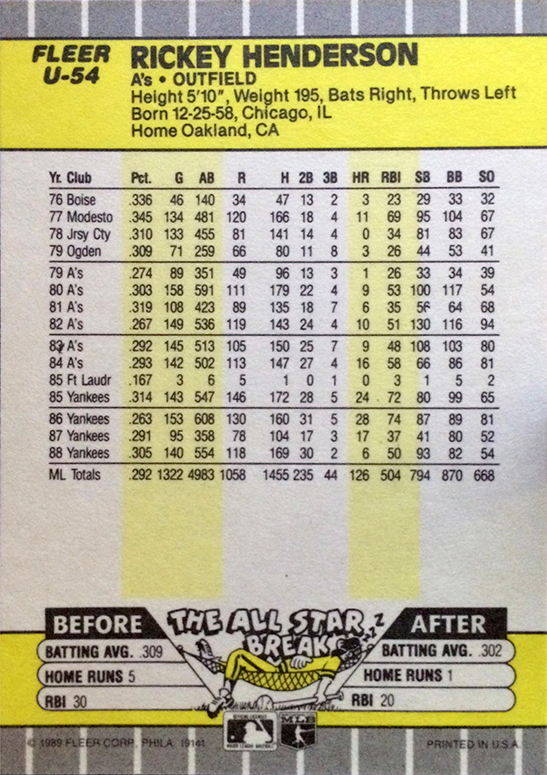 FLEER
U-54
RICKEY HENDERSON
A's • OUTFIELD
Height 5'10", Weight 195, Bats Right, Throws Left
Born 12-25-58, Chicago, IL
Home Oakland, CA
Yr. Club Pct. G AB R H 2B 3B HR RBI SB BB SO
76 Boise .336 46 140 34 47 13 2 3 23 29 33 32
77 Modesto .345 134 481 120 166 18 4 11 69 95 104 67
78 Jrsy Cty .310 133 455 81 141 14 4 0 34 81 83 67
79 Ogden .309 71 259 66 80 11 8 3 26 44 53 41
79 A's .274 89 351 49 96 13 3 1 26 33 34 39
80 A's .303 158 591 111 179 22 4 9 53 100 117 54
81 A's .319 108 423 89 135 18 7 6 35 56 64 68
82 A's .267 149 536 119 143 24 4 10 51 130 116 94
83 A's .292 145 513 105 150 25 7 9 48 108 103 80
84 A's .293 142 502 113 147 27 4 16 58 66 86 81
85 Ft Laudr .167 3 6 5 1 0 1 0 3 1 5 2
85 Yankees .314 143 547 146 172 28 5 24 72 80 99 65
86 Yankees .263 153 608 130 160 31 5 28 74 87 89 81
87 Yankees .291 95 358 78 104 17 3 17 37 41 80 52
88 Yankees .305 140 554 118 169 30 2 6 50 93 82 54
ML Totals .292 1322 4983 1058 1455 235 44 126 504 794 870 668
BEFORE THE ALL STAR BREAK ZZZ AFTER
BATTING AVG. .309 BATTING AVG. .302
HOME RUNS 5 HOME RUNS 1
RBI 30 RBI 20
© 1989 FLEER CORP. PHILA. 19141 MLB PRINTED IN U.S.A.